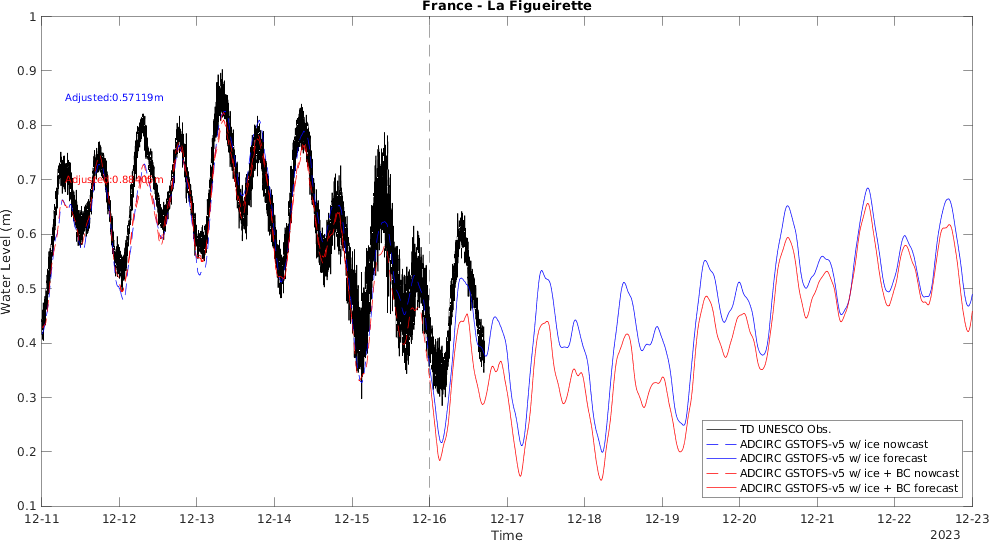 France - La Figueirette
Water Level (m)
1
0.9
0.8
0.7
0.6
0.5
0.4
0.3
0.2
0.1
Adjusted:0.57119m
TD UNESCO Obs.
ADCIRC GSTOFS-v5 w/ ice nowcast
ADCIRC GSTOFS-v5 w/ ice forecast
ADCIRC GSTOFS-v5 w/ ice + BC nowcast
ADCIRC GSTOFS-v5 w/ ice + BC forecast
12-11 12-12 12-13 12-14 12-15 12-16 12-17 12-18 12-19 12-20 12-21 12-22 12-23
Time
2023